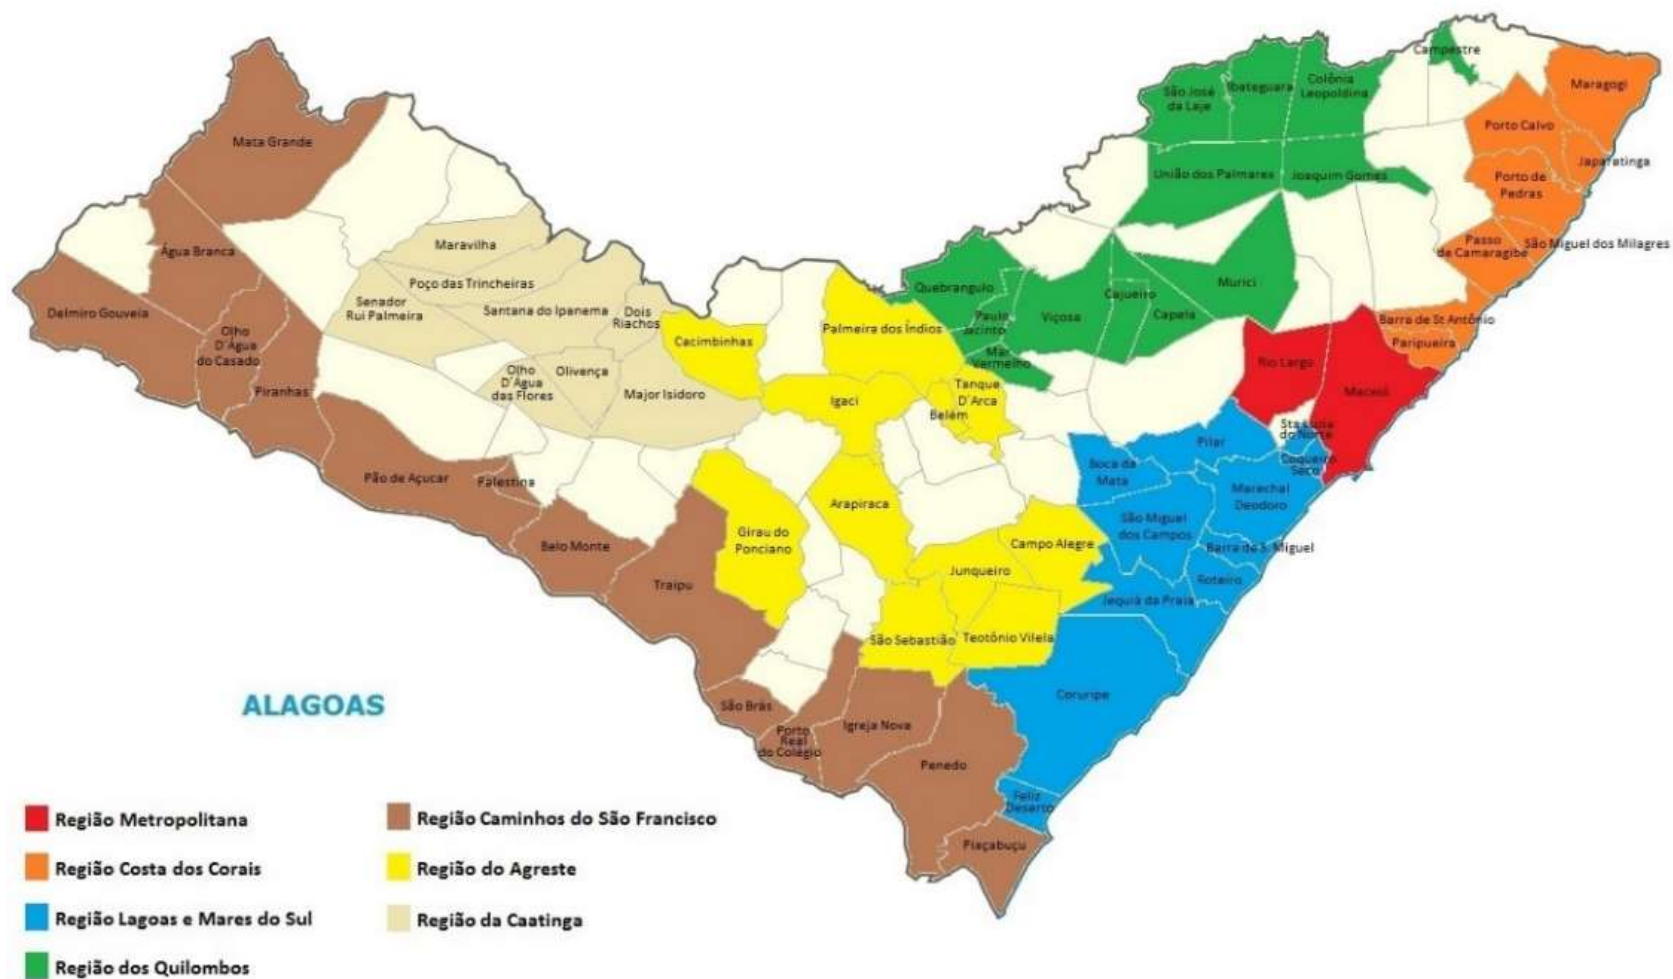 Campestre
Maragogi
São José
da Laje
Ibateguara
Colônia
Leopoldina
Porto Calvo
Mata Grande
Japaratinga
União dos Palmares
Joaquim Gomes
Porto de
Pedras
Maravilha
Água Branca
Passo
de Camaragibe
São Miguel dos Milagres
Poço das Trincheiras
Quebrangulo
Murici
Cajueiro
Senador
Rui Palmeira
Santana do Ipanema
Dois
Riachos
Delmiro Gouveia
Paulo
Jacinto
Viçosa
Capela
Barra de St Antônio
Olho
D´Água
do Casado
Cacimbinhas
Palmeira dos Índios
Paripueira
Mar
Vermelho
Rio Largo
Piranhas
Olho
D´Água
das Flores
Olivença
Major Isidoro
Igaci
Tanque
D´Arca
Belém
Maceió
Sta Luzia
do Norte
Pilar
Coqueiro
Seco
Boca da
Mata
Pão de Açucar
Palestina
Arapiraca
Marechal
Deodoro
São Miguel
dos Campos
Girau do
Ponciano
Campo Alegre
Belo Monte
Barra de S. Miguel
Junqueiro
Traipu
Roteiro
Jequiá da Praia
São Sebastião
Teotônio Vilela
Coruripe
São Brás
Igreja Nova
Porto
Real
do Colégio
Penedo
Feliz
Deserto
Piaçabuçu
ALAGOAS
Região Metropolitana
Região Costa dos Corais
Região Lagoas e Mares do Sul
Região dos Quilombos
Região Caminhos do São Francisco
Região do Agreste
Região da Caatinga